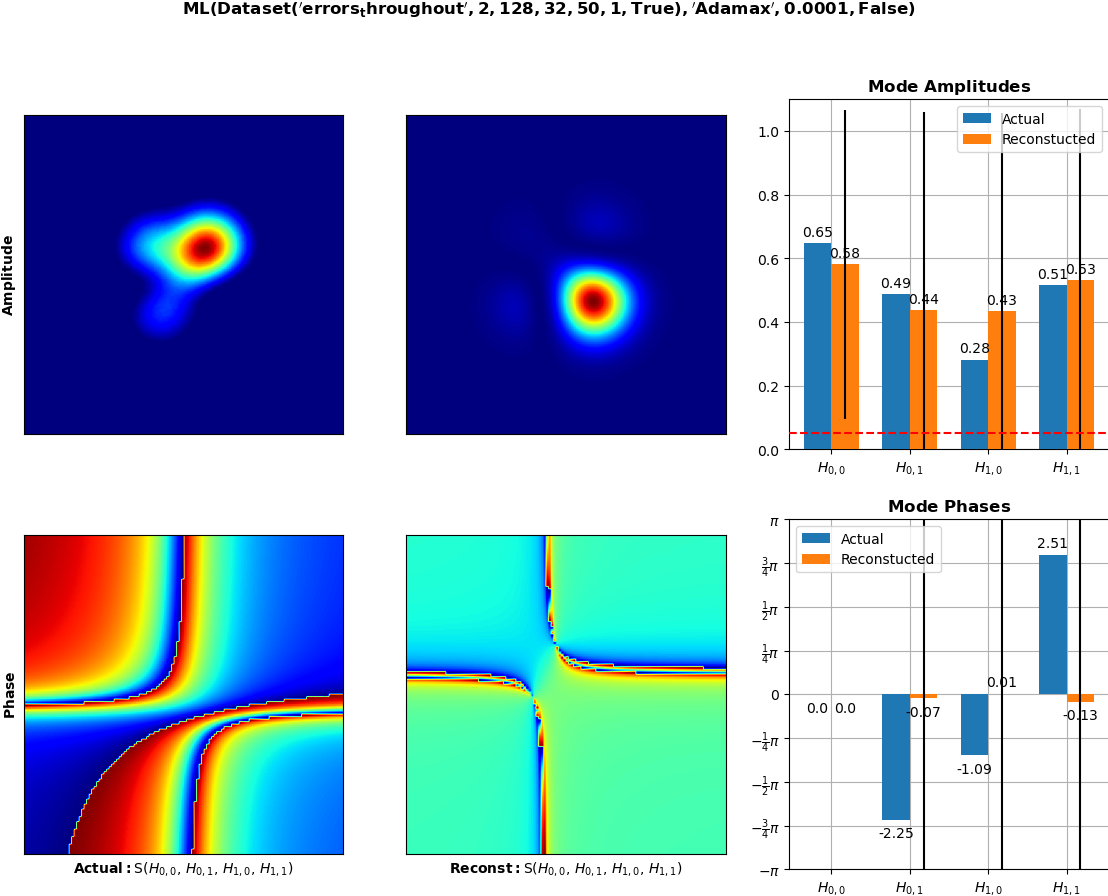 ML(Dataset('errors_throughout', 2, 128, 32, 50, 1, True), 'Adamax', 0.0001, False)
Mode Amplitudes
Amplitude
Actual
Reconstucted
1.0
0.8
0.6
0.4
0.2
0.0
0.65
0.58
0.49
0.44
0.28
0.43
0.51
0.53
H0,0
H0,1
H1,0
H1,1
Mode Phases
Phase
Actual
Reconstucted
π
3/4π
1/2π
1/4π
0
−1/4π
−1/2π
−3/4π
−π
0.0
0.0
-2.25
-0.07
-1.09
0.01
2.51
-0.13
H0,0
H0,1
H1,0
H1,1
Actual: S(H0,0, H0,1, H1,0, H1,1)
Reconst: S(H0,0, H0,1, H1,0, H1,1)